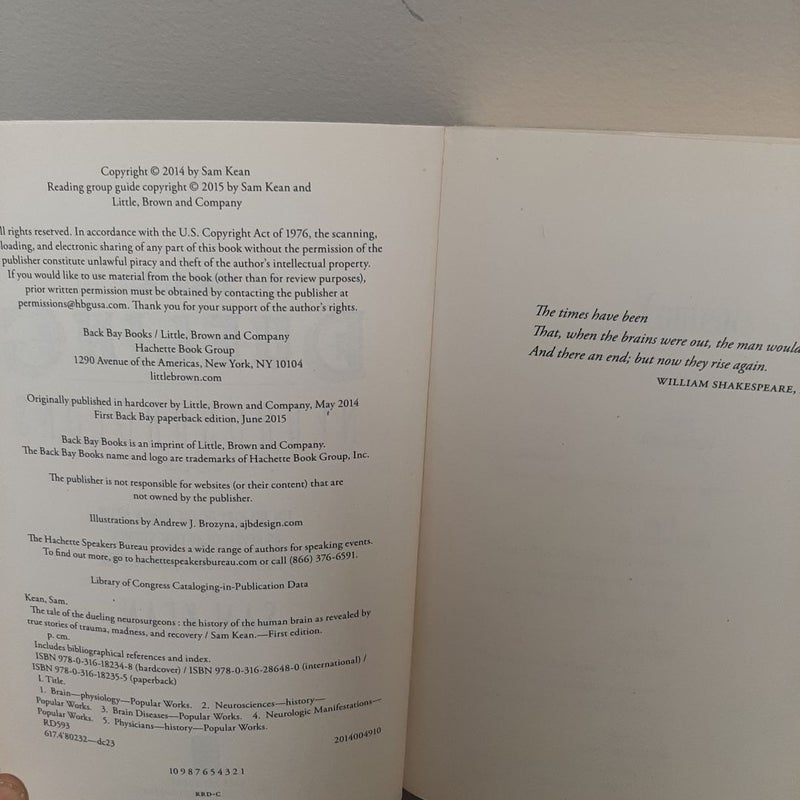 Copyright © 2014 by Sam Kean
Reading group guide copyright © 2015 by Sam Kean and
Little, Brown and Company
ll rights reserved. In accordance with the U.S. Copyright Act of 1976, the scanning,
loading, and electronic sharing of any part of this book without the permission of the
publisher constitute unlawful piracy and theft of the author's intellectual property.
If you would like to use material from the book (other than for review purposes),
prior written permission must be obtained by contacting the publisher at
permissions@hbgusa.com. Thank you for your support of the author's rights.
Back Bay Books / Little, Brown and Company
Hachette Book Group
1290 Avenue of the Americas, New York, NY 10104
littlebrown.com
Originally published in hardcover by Little, Brown and Company, May 2014
First Back Bay paperback edition, June 2015
Back Bay Books is an imprint of Little, Brown and Company.
The Back Bay Books name and logo are trademarks of Hachette Book Group, Inc.
The publisher is not responsible for websites (or their content) that are
not owned by the publisher.
Illustrations by Andrew J. Brozyna, ajbdesign.com
The Hachette Speakers Bureau provides a wide range of authors for speaking events.
To find out more, go to hachettespeakersbureau.com or call (866) 376-6591.
Library of Congress Cataloging-in-Publication Data
Kean, Sam.
The tale of the dueling neurosurgeons : the history of the human brain as revealed by
true stories of trauma, madness, and recovery / Sam Kean.—First edition.
p. cm.
Includes bibliographical references and index.
ISBN 978-0-316-18234-8 (hardcover) / ISBN 978-0-316-28648-0 (international) /
ISBN 978-0-316-18235-5 (paperback)
I. Title.
1. Brain—physiology—Popular Works. 2. Neurosciences—history—
Popular Works. 3. Brain Diseases—Popular Works. 4. Neurologic Manifestations—
Popular Works. 5. Physicians—history—Popular Works.
RD593
617.4'80232—dc23
2014004910
10 9 8 7 6 5 4 3 2 1
RRD-C
The times have been
That, when the brains were out, the man would
And there an end; but now they rise again.
WILLIAM SHAKESPEARE,